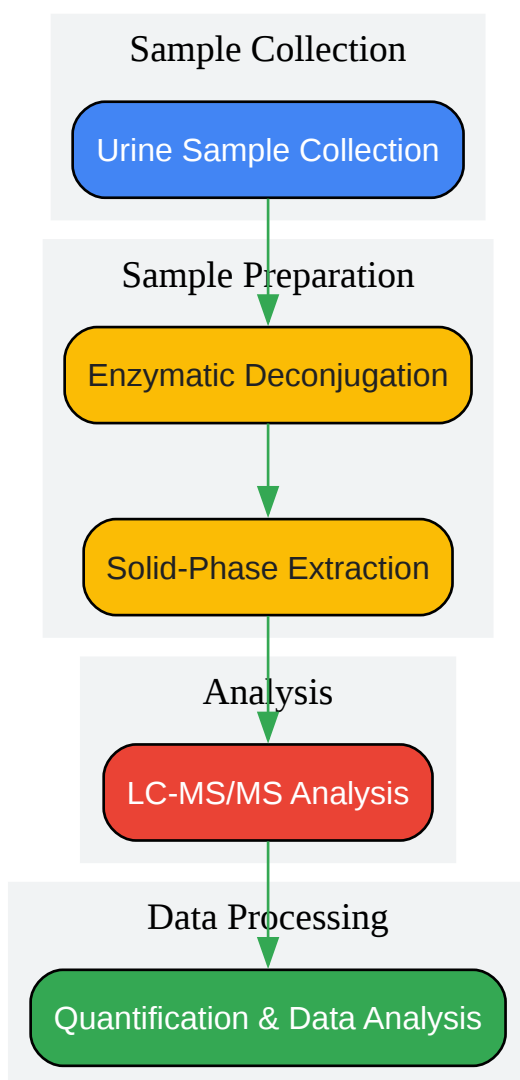 Sample Collection
Urine Sample Collection
Sample Preparation
Enzymatic Deconjugation
Solid-Phase Extraction
Analysis
LC-MS/MS Analysis
Data Processing
Quantification & Data Analysis